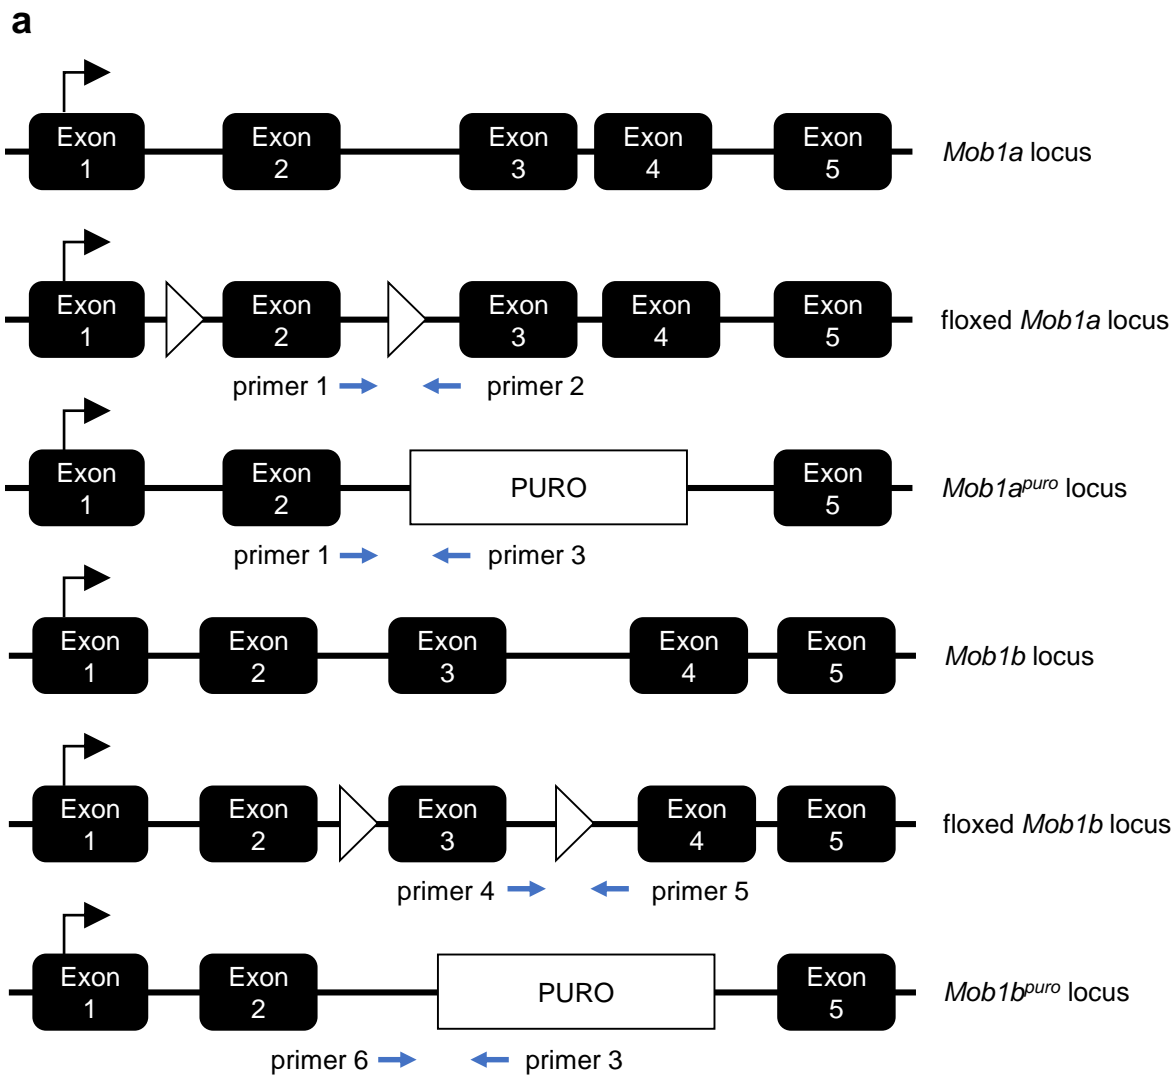 a
Exon 1 Exon 2 Exon 3 Exon 4 Exon 5 Mob1a locus
Exon 1 Exon 2 Exon 3 Exon 4 Exon 5 floxed Mob1a locus
primer 1 primer 2
Exon 1 Exon 2 PURO Exon 5 Mob1a^puro locus
primer 1 primer 3
Exon 1 Exon 2 Exon 3 Exon 4 Exon 5 Mob1b locus
Exon 1 Exon 2 Exon 3 Exon 4 Exon 5 floxed Mob1b locus
primer 4 primer 5
Exon 1 Exon 2 PURO Exon 5 Mob1b^puro locus
primer 6 primer 3